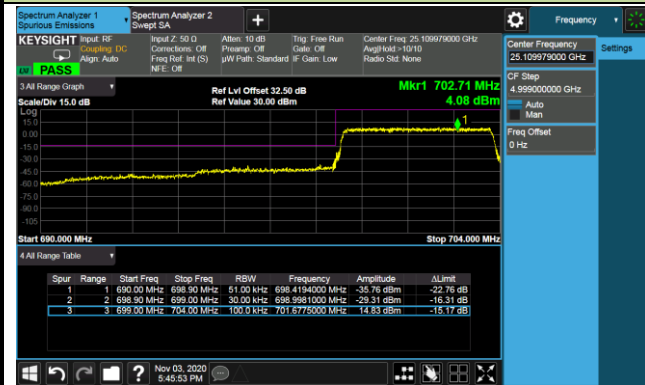 Spectrum Analyzer 1
Spurious Emissions
Spectrum Analyzer 2
Swept SA
+
Frequency
KEYSIGHT
Input: RF
Coupling: DC
Align: Auto
Input Z: 50 Ω
Corrections: Off
Freq Ref: Int (S)
NFE: Off
Atten: 10 dB
Preamp: Off
µW Path: Standard
Trig: Free Run
Gate: Off
IF Gain: Low
Center Freq: 25.109979000 GHz
Avg|Hold:>10/10
Radio Std: None
PASS
Center Frequency
25.109979000 GHz
Settings
CF Step
4.999000000 GHz
Auto
Man
Freq Offset
0 Hz
3 All Range Graph
Scale/Div 15.0 dB
Ref Lvl Offset 32.50 dB
Ref Value 30.00 dBm
Mkr1 702.71 MHz
4.08 dBm
Log
15.0
0.00
-15.0
-30.0
-45.0
-60.0
-75.0
-90.0
-105
1
Start 690.000 MHz
Stop 704.000 MHz
4 All Range Table
Spur Range Start Freq Stop Freq RBW Frequency Amplitude ΔLimit
1 1 690.00 MHz 698.90 MHz 51.00 kHz 698.4194000 MHz -35.76 dBm -22.76 dB
2 2 698.90 MHz 699.00 MHz 30.00 kHz 698.9981000 MHz -29.31 dBm -16.31 dB
3 3 699.00 MHz 704.00 MHz 100.0 kHz 701.6775000 MHz 14.83 dBm -15.17 dB
?
Nov 03, 2020
5:45:53 PM